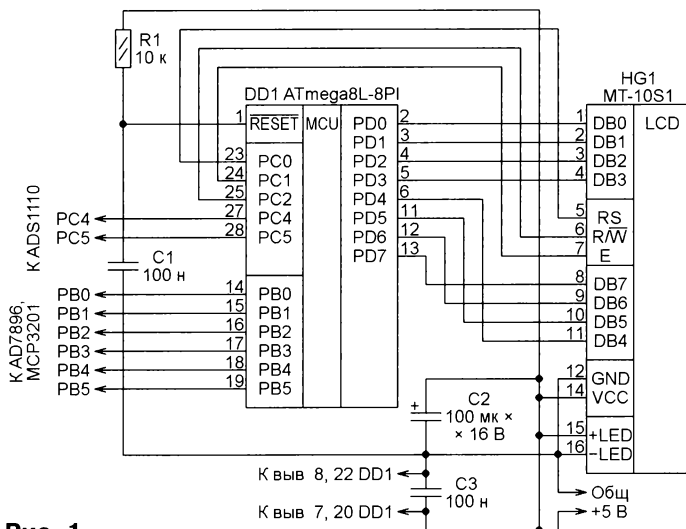 R1
10 к
DD1 ATmega8L-8PI
HG1
MT-10S1
1 RESET MCU PD0 2
PD1 3
23 PC0 PD2 4
24 PC1 PD3 5
25 PC2 PD4 6
27 PC4 PD5 11
28 PC5 PD6 12
PD7 13
14 PB0
15 PB1
16 PB2
17 PB3
18 PB4
19 PB5
1 DB0 LCD
2 DB1
3 DB2
4 DB3
5 RS
6 R/W
7 E
8 DB7
9 DB6
10 DB5
11 DB4
12 GND
14 VCC
15 +LED
16 –LED
К ADS1110
PC4
PC5
C1
100 н
К AD7896,
MCP3201
PB0
PB1
PB2
PB3
PB4
PB5
+
C2
100 мк ×
× 16 В
К выв 8, 22 DD1
C3
100 н
К выв 7, 20 DD1
Общ
+5 В
Рис. 1